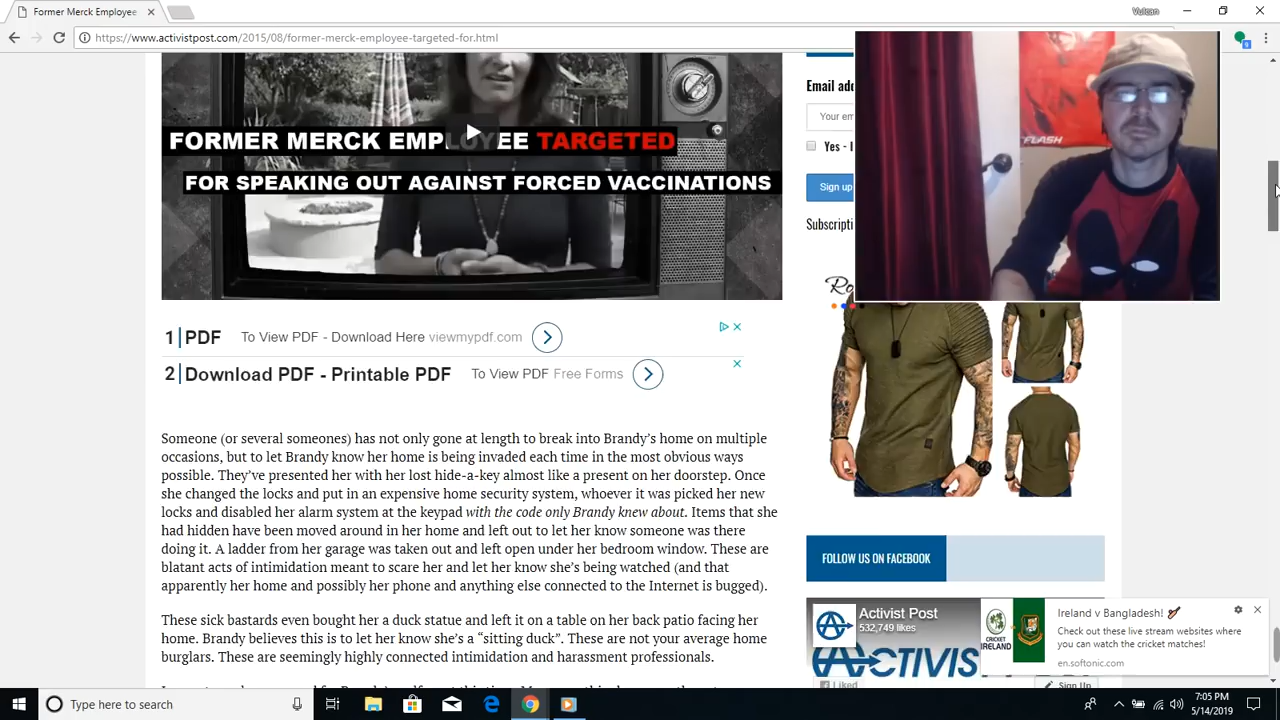 Former Merck Employee
Vulcan
https://www.activistpost.com/2015/08/former-merck-employee-targeted-for.html
9
FORMER MERCK EMPLOYEE TARGETED
FOR SPEAKING OUT AGAINST FORCED VACCINATIONS
Email add
Your em
Yes - I
Sign up
Subscripti
FLASH
1 PDF To View PDF - Download Here viewmypdf.com
2 Download PDF - Printable PDF To View PDF Free Forms
Someone (or several someones) has not only gone at length to break into Brandy's home on multiple
occasions, but to let Brandy know her home is being invaded each time in the most obvious ways
possible. They've presented her with her lost hide-a-key almost like a present on her doorstep. Once
she changed the locks and put in an expensive home security system, whoever it was picked her new
locks and disabled her alarm system at the keypad with the code only Brandy knew about. Items that she
had hidden have been moved around in her home and left out to let her know someone was there
doing it. A ladder from her garage was taken out and left open under her bedroom window. These are
blatant acts of intimidation meant to scare her and let her know she's being watched (and that
apparently her home and possibly her phone and anything else connected to the Internet is bugged).
These sick bastards even bought her a duck statue and left it on a table on her back patio facing her
house. Brandy believes this is to let her know she's a “sitting duck”. These are not your average home
burglars. These are seemingly highly connected intimidation and harassment professionals.
FOLLOW US ON FACEBOOK
Activist Post
532,749 likes
ACTIVIS
Liked
Sign Up
CRICKET
IRELAND
Ireland v Bangladesh!
Check out these live stream websites where
you can watch the cricket matches!
en.softonic.com
Type here to search
7:05 PM
5/14/2019